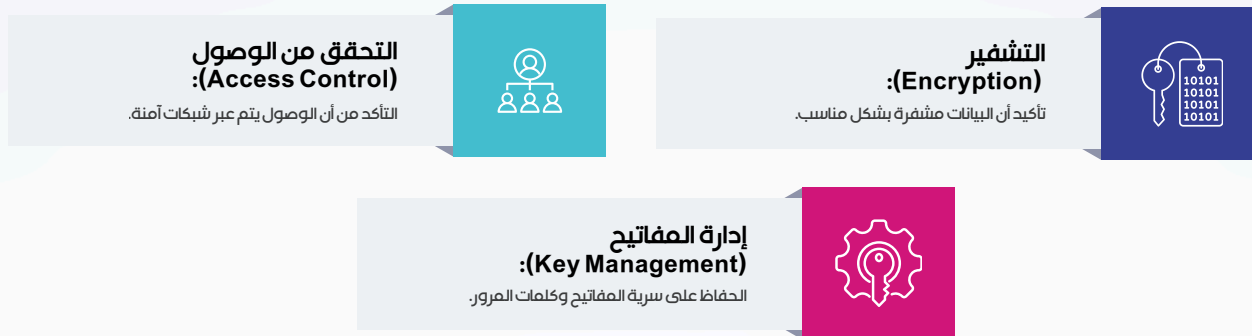 التشفير
(Encryption):
تأكيد أن البيانات مشفرة بشكل مناسب.
10101
10101
10101
10101
التحقق من الوصول
(Access Control):
التأكد من أن الوصول يتم عبر شبكات آمنة.
إدارة المفاتيح
(Key Management):
الحفاظ على سرية المفاتيح وكلمات المرور.